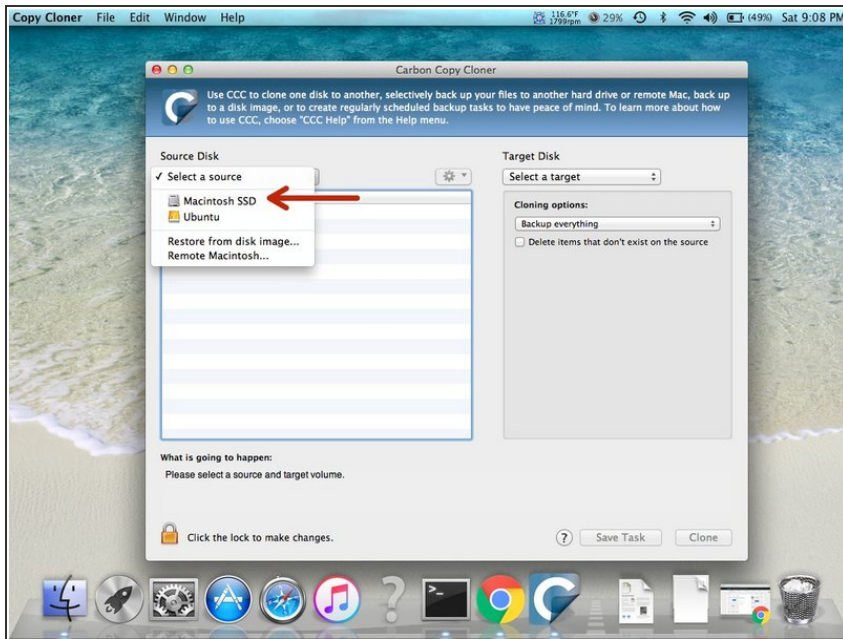 Copy Cloner File Edit Window Help 116.6°F 1799rpm 29% (49%) Sat 9:08 PM
Carbon Copy Cloner
Use CCC to clone one disk to another, selectively back up your files to another hard drive or remote Mac, back up
to a disk image, or to create regularly scheduled backup tasks to have peace of mind. To learn more about how
to use CCC, choose "CCC Help" from the Help menu.
Source Disk
✓ Select a source
Macintosh SSD
Ubuntu
Restore from disk image...
Remote Macintosh...
Target Disk
Select a target
Cloning options:
Backup everything
Delete items that don't exist on the source
What is going to happen:
Please select a source and target volume.
Click the lock to make changes.
?
Save Task
Clone